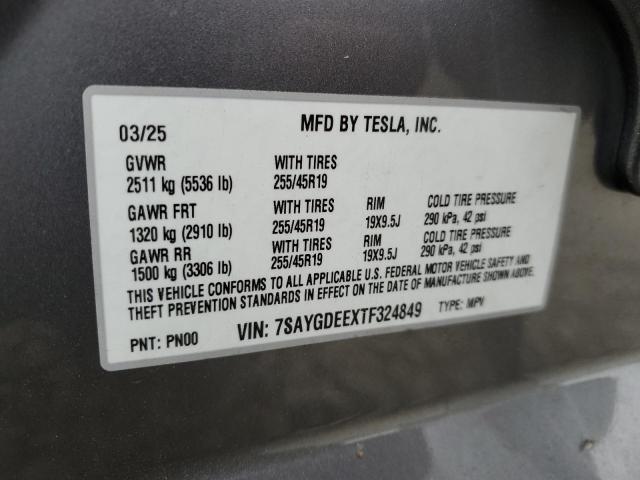 03/25 MFD BY TESLA, INC.
GVWR WITH TIRES
2511 kg (5536 lb) 255/45R19
GAWR FRT WITH TIRES RIM COLD TIRE PRESSURE
1320 kg (2910 lb) 255/45R19 19X9.5J 290 kPa, 42 psi
GAWR RR WITH TIRES RIM COLD TIRE PRESSURE
1500 kg (3306 lb) 255/45R19 19X9.5J 290 kPa, 42 psi
THIS VEHICLE CONFORMS TO ALL APPLICABLE U.S. FEDERAL MOTOR VEHICLE SAFETY AND
THEFT PREVENTION STANDARDS IN EFFECT ON THE DATE OF MANUFACTURE SHOWN ABOVE.
PNT: PN00 VIN: 7SAYGDEEXTF324849 TYPE: MPV